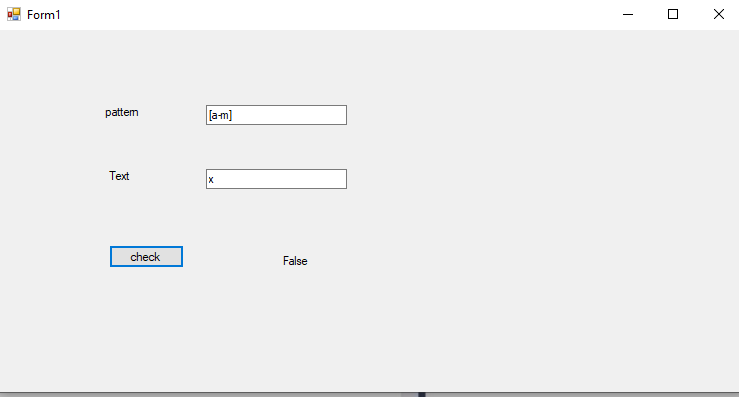 Form1
pattern [a-m]
Text x
check False